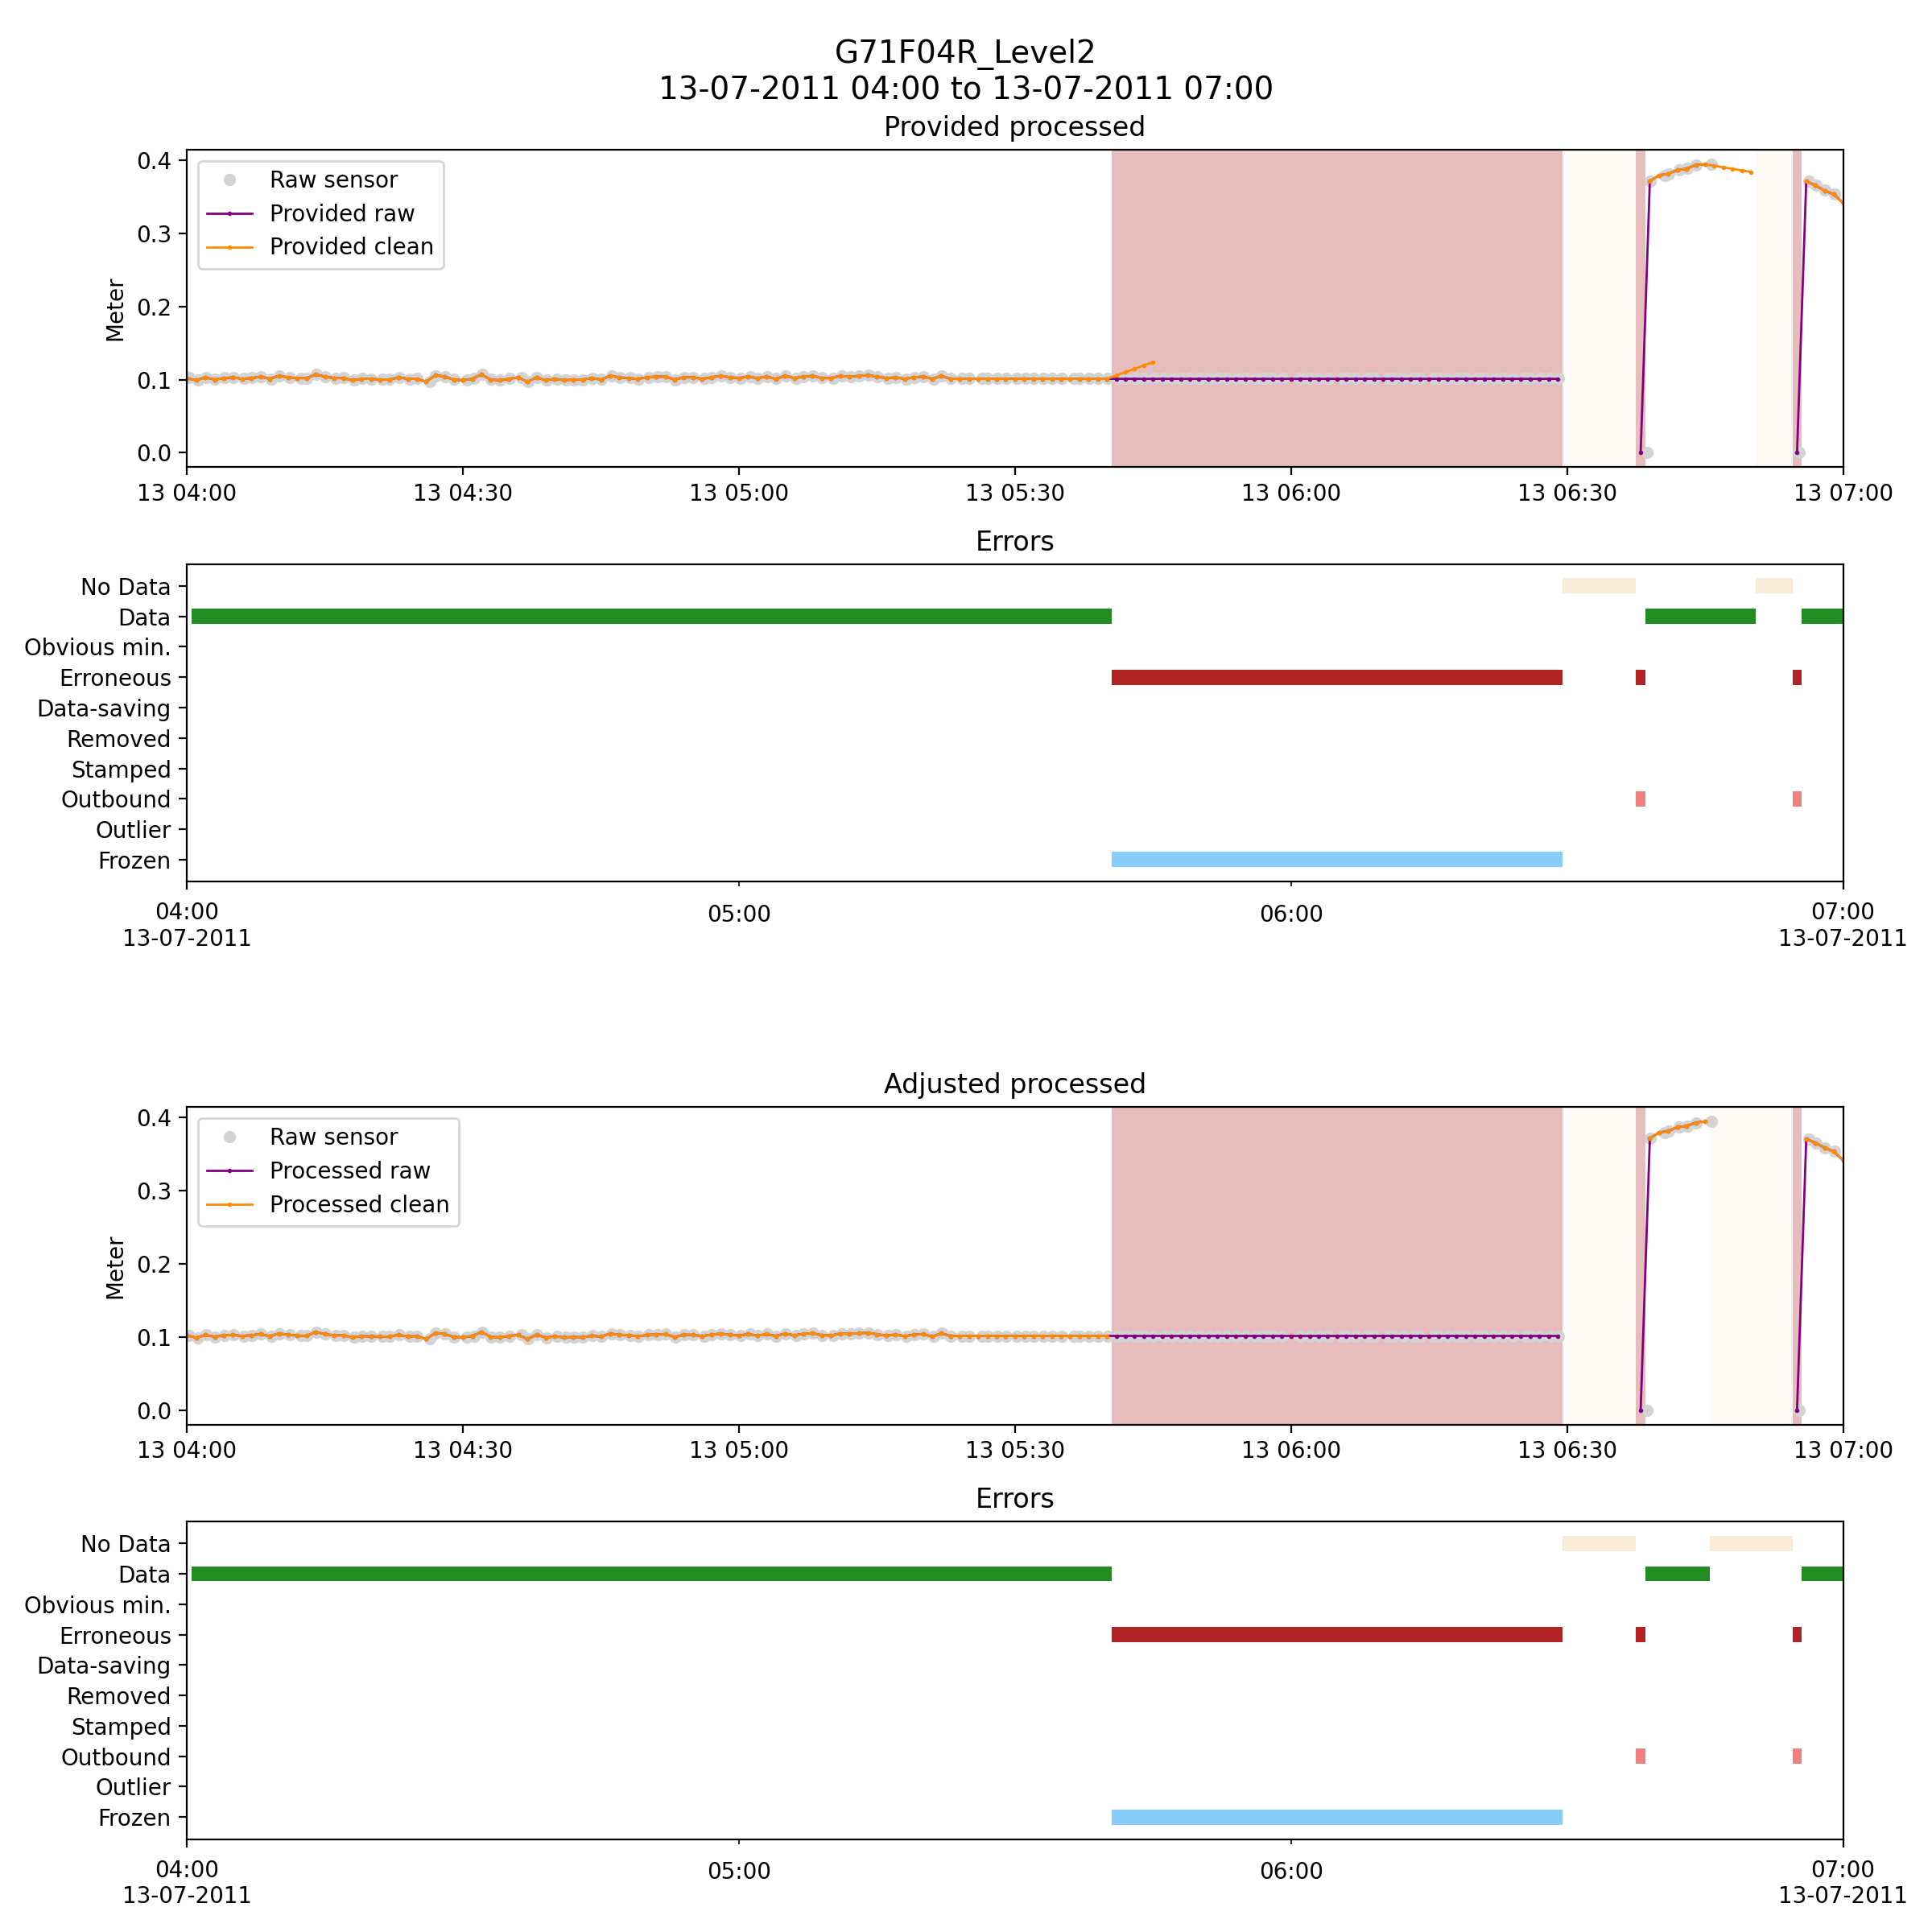 G71F04R_Level2
13-07-2011 04:00 to 13-07-2011 07:00
Provided processed
Raw sensor
Provided raw
Provided clean
Meter
0.4
0.3
0.2
0.1
0.0
13 04:00 13 04:30 13 05:00 13 05:30 13 06:00 13 06:30 13 07:00
Errors
No Data
Data
Obvious min.
Erroneous
Data-saving
Removed
Stamped
Outbound
Outlier
Frozen
04:00 05:00 06:00 07:00
13-07-2011 13-07-2011
Adjusted processed
Raw sensor
Processed raw
Processed clean
Meter
0.4
0.3
0.2
0.1
0.0
13 04:00 13 04:30 13 05:00 13 05:30 13 06:00 13 06:30 13 07:00
Errors
No Data
Data
Obvious min.
Erroneous
Data-saving
Removed
Stamped
Outbound
Outlier
Frozen
04:00 05:00 06:00 07:00
13-07-2011 13-07-2011